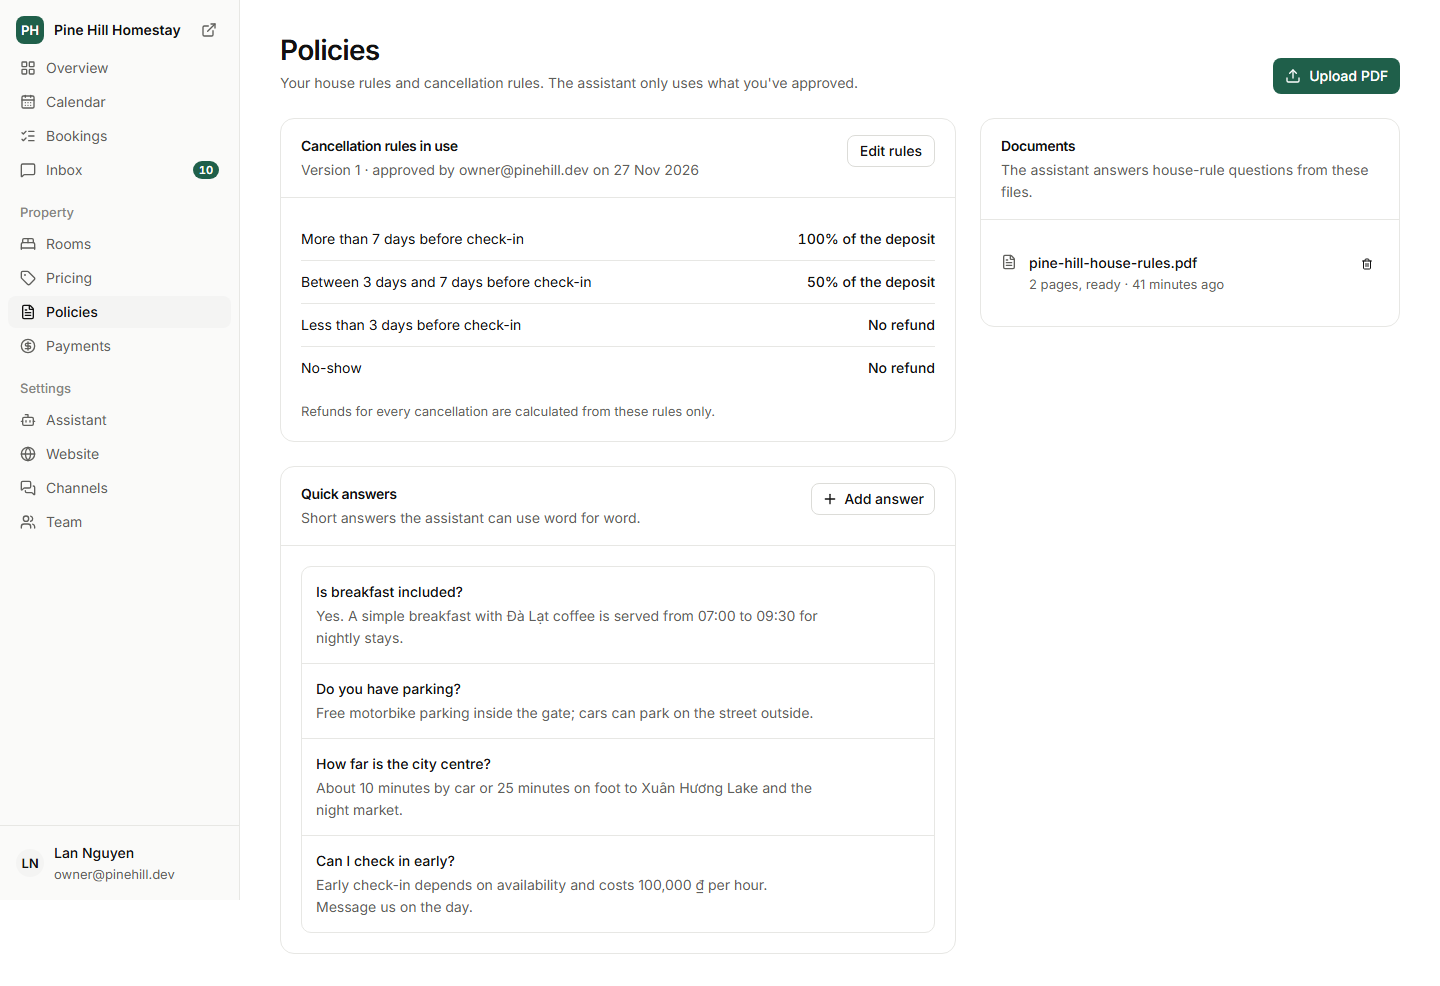 PH Pine Hill Homestay
Overview
Calendar
Bookings
Inbox 10
Property
Rooms
Pricing
Policies
Payments
Settings
Assistant
Website
Channels
Team
LN
Lan Nguyen
owner@pinehill.dev
Policies
Your house rules and cancellation rules. The assistant only uses what you've approved.
Upload PDF
Cancellation rules in use
Version 1 · approved by owner@pinehill.dev on 27 Nov 2026
Edit rules
More than 7 days before check-in 100% of the deposit
Between 3 days and 7 days before check-in 50% of the deposit
Less than 3 days before check-in No refund
No-show No refund
Refunds for every cancellation are calculated from these rules only.
Quick answers
Short answers the assistant can use word for word.
Add answer
Is breakfast included?
Yes. A simple breakfast with Đà Lạt coffee is served from 07:00 to 09:30 for
nightly stays.
Do you have parking?
Free motorbike parking inside the gate; cars can park on the street outside.
How far is the city centre?
About 10 minutes by car or 25 minutes on foot to Xuân Hương Lake and the
night market.
Can I check in early?
Early check-in depends on availability and costs 100,000 ₫ per hour.
Message us on the day.
Documents
The assistant answers house-rule questions from these
files.
pine-hill-house-rules.pdf
2 pages, ready · 41 minutes ago